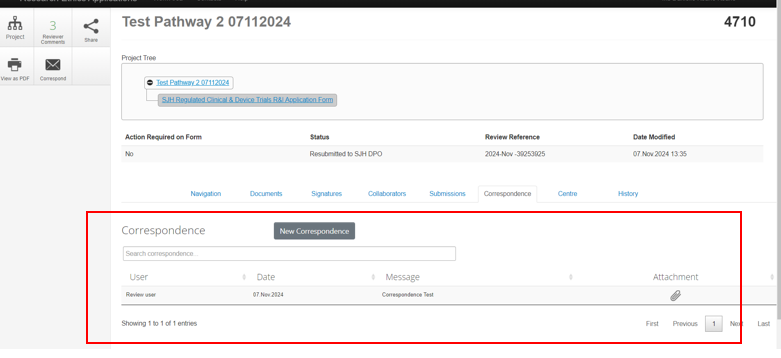 Test Pathway 2 07112024
4710
Project
3
Reviewer
Comments
Share
View as PDF
Correspond
Project Tree
Test Pathway 2 07112024
SJH Regulated Clinical & Device Trials R&I Application Form
Action Required on Form Status Review Reference Date Modified
No Resubmitted to SJH DPO 2024-Nov -39253925 07 Nov 2024 13:35
Navigation Documents Signatures Collaborators Submissions Correspondence Centre History
Correspondence New Correspondence
Search correspondence...
User Date Message Attachment
Review user 07.Nov.2024 Correspondence Test
Showing 1 to 1 of 1 entries First Previous 1 Next Last